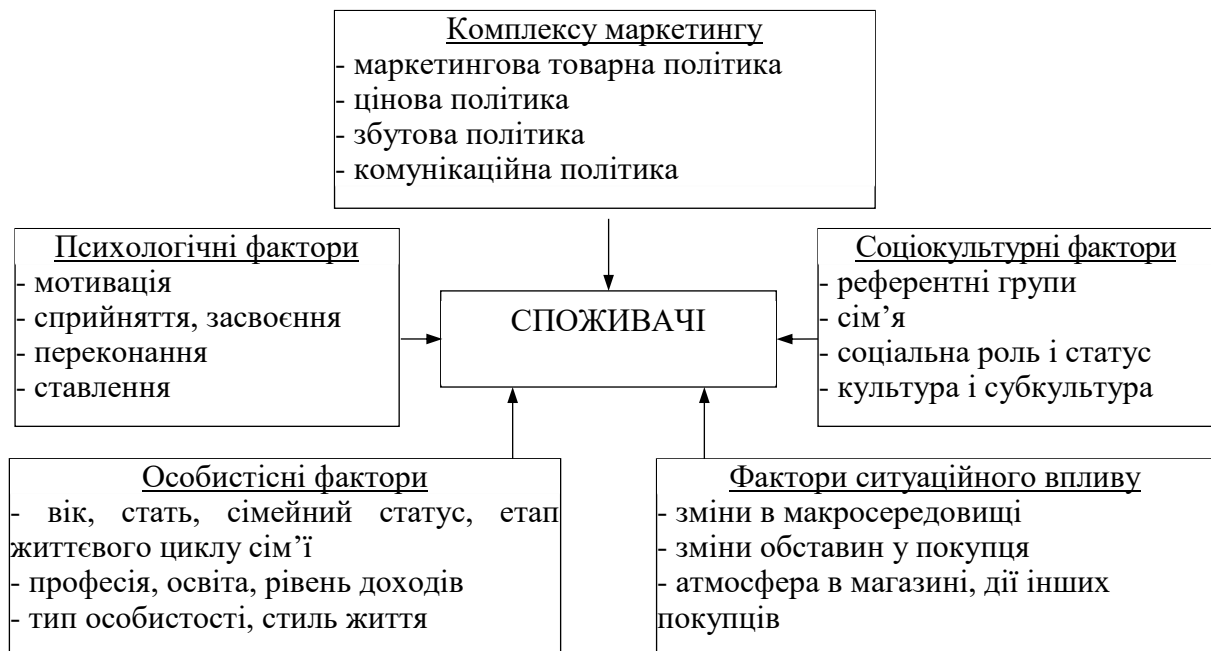 Комплексу маркетингу
- маркетингова товарна політика
- цінова політика
- збутова політика
- комунікаційна політика
Психологічні фактори
- мотивація
- сприйняття, засвоєння
- переконання
- ставлення
СПОЖИВАЧІ
Соціокультурні фактори
- референтні групи
- сім’я
- соціальна роль і статус
- культура і субкультура
Особистісні фактори
- вік, стать, сімейний статус, етап
життєвого циклу сім’ї
- професія, освіта, рівень доходів
- тип особистості, стиль життя
Фактори ситуаційного впливу
- зміни в макросередовищі
- зміни обставин у покупця
- атмосфера в магазині, дії інших
покупців